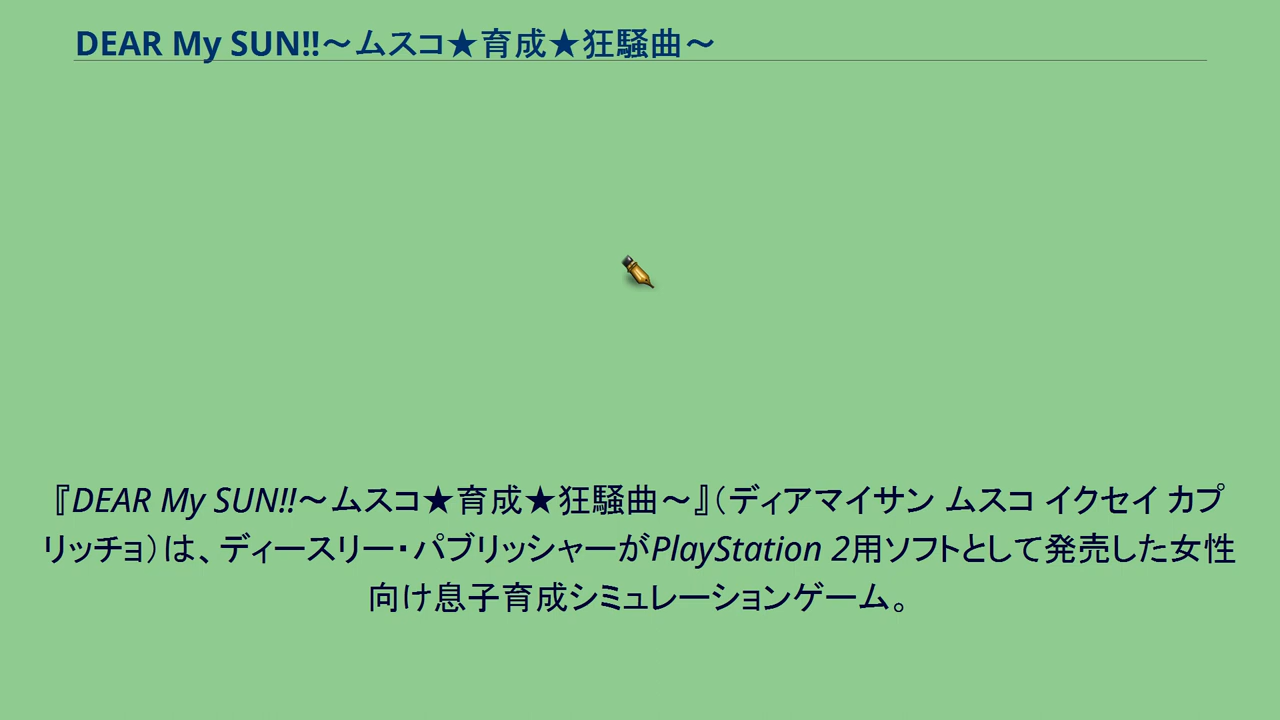 DEAR My SUN!!～ムスコ★育成★狂騒曲～
『DEAR My SUN!!～ムスコ★育成★狂騒曲～』（ディアマイサン ムスコ イクセイ カプ
リッチョ）は、ディースリー・パブリッシャーがPlayStation 2用ソフトとして発売した女性
向け息子育成シミュレーションゲーム。